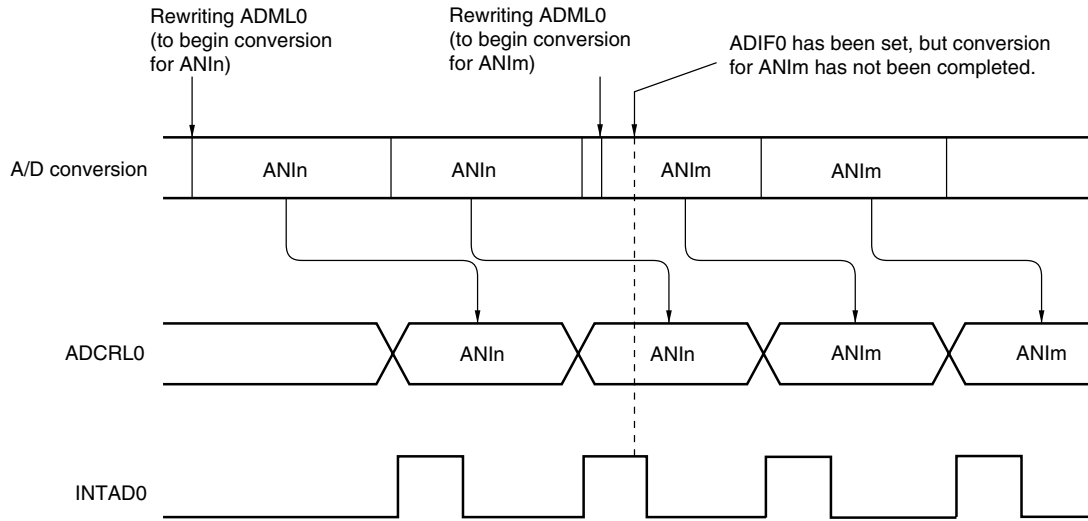 Rewriting ADML0
(to begin conversion
for ANIn)
Rewriting ADML0
(to begin conversion
for ANIm)
ADIF0 has been set, but conversion
for ANIm has not been completed.
A/D conversion
ANIn
ANIn
ANIm
ANIm
ADCRL0
ANIn
ANIn
ANIm
ANIm
INTAD0